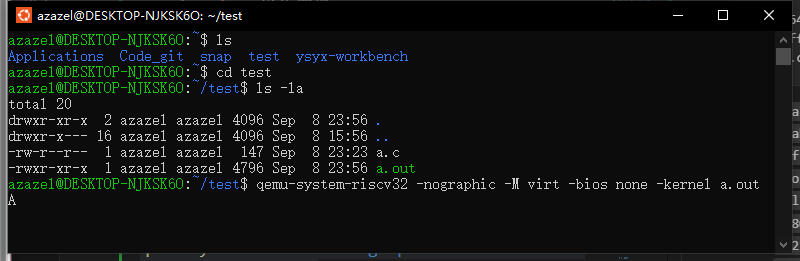 azazel@DESKTOP-NJKSK6O: ~/test
azazel@DESKTOP-NJKSK6O:~$ ls
Applications  Code_git  snap  test  ysyx-workbench
azazel@DESKTOP-NJKSK6O:~$ cd test
azazel@DESKTOP-NJKSK6O:~/test$ ls -la
total 20
drwxr-xr-x  2 azazel azazel 4096 Sep  8 23:56 .
drwxr-x--- 16 azazel azazel 4096 Sep  8 15:56 ..
-rw-r--r--  1 azazel azazel  147 Sep  8 23:23 a.c
-rwxr-xr-x  1 azazel azazel 4796 Sep  8 23:56 a.out
azazel@DESKTOP-NJKSK6O:~/test$ qemu-system-riscv32 -nographic -M virt -bios none -kernel a.out
A